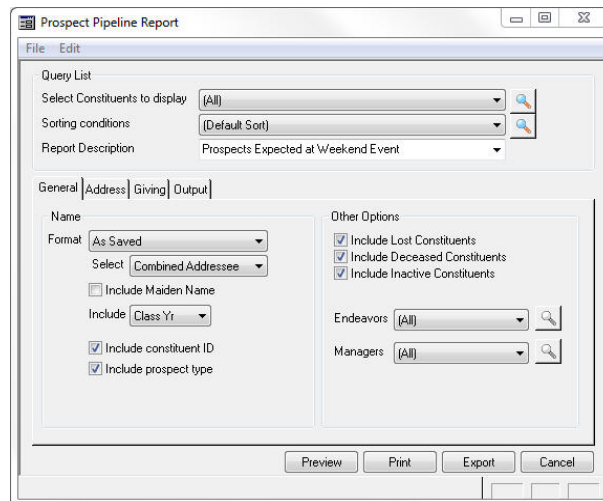 Prospect Pipeline Report
File Edit
Query List
Select Constituents to display (All)
Sorting conditions (Default Sort)
Report Description Prospects Expected at Weekend Event
General Address Giving Output
Name
Format As Saved
Select Combined Addressee
Include Maiden Name
Include Class Yr
Include constituent ID
Include prospect type
Other Options
Include Lost Constituents
Include Deceased Constituents
Include Inactive Constituents
Endeavors (All)
Managers (All)
Preview Print Export Cancel